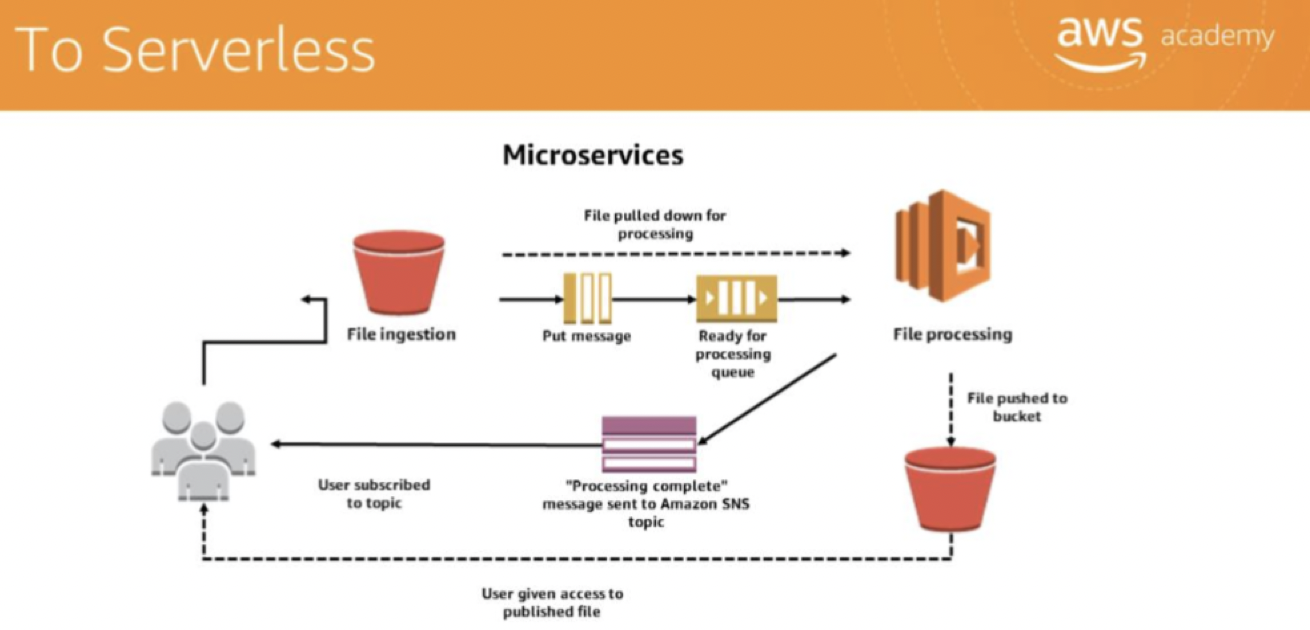 To Serverless
aws academy
Microservices
File pulled down for
processing
File ingestion
Put message
Ready for
processing
queue
File processing
File pushed to
bucket
User subscribed
to topic
"Processing complete"
message sent to Amazon SNS
topic
User given access to
published file